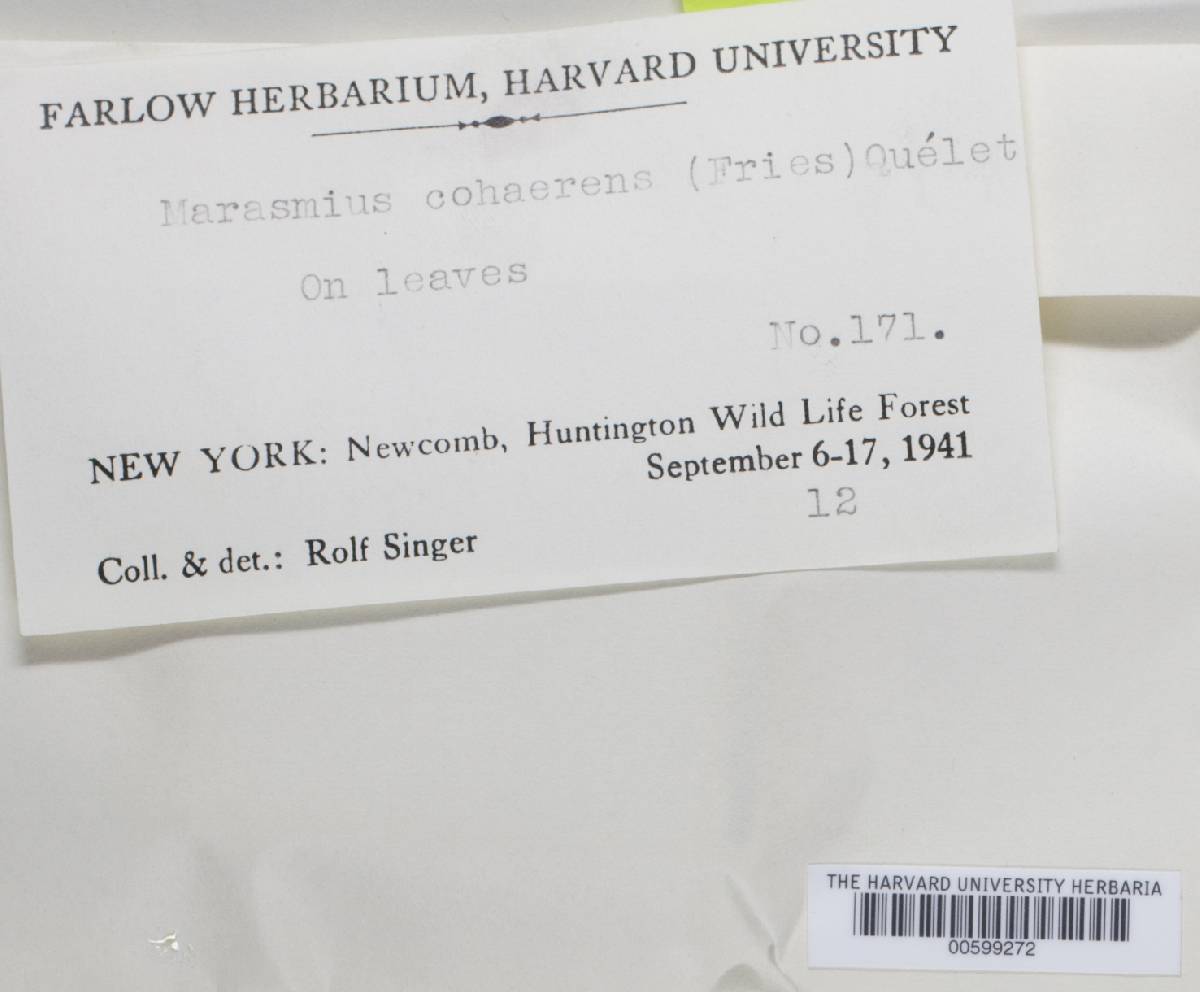 FARLOW HERBARIUM, HARVARD UNIVERSITY
Marasmius cohaerens (Fries)Quélet
On leaves
No.171.
NEW YORK: Newcomb, Huntington Wild Life Forest
September 6-17, 1941
12
Coll. & det.: Rolf Singer
THE HARVARD UNIVERSITY HERBARIA
00599272